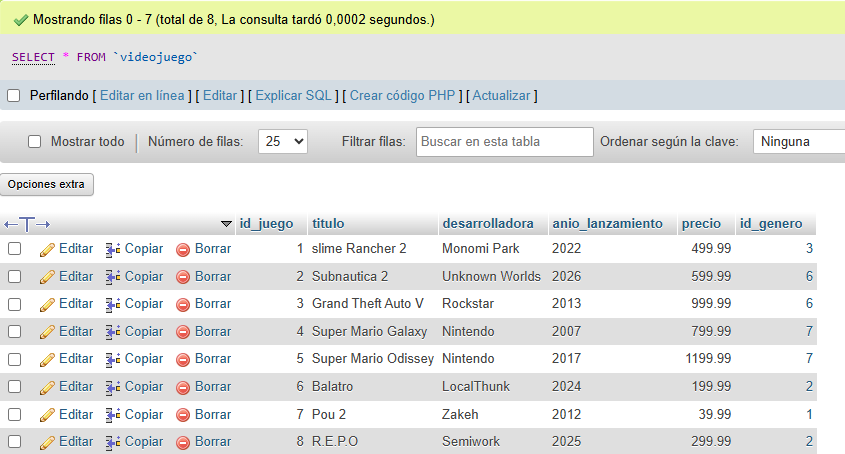 Mostrando filas 0 - 7 (total de 8, La consulta tardó 0,0002 segundos.)
SELECT * FROM `videojuego`
Perfilando [ Editar en línea ] [ Editar ] [ Explicar SQL ] [ Crear código PHP ] [ Actualizar ]
Mostrar todo | Número de filas: 25 Filtrar filas: Buscar en esta tabla Ordenar según la clave: Ninguna
Opciones extra
←T→ id_juego titulo desarrolladora anio_lanzamiento precio id_genero
Editar Copiar Borrar 1 slime Rancher 2 Monomi Park 2022 499.99 3
Editar Copiar Borrar 2 Subnautica 2 Unknown Worlds 2026 599.99 6
Editar Copiar Borrar 3 Grand Theft Auto V Rockstar 2013 999.99 6
Editar Copiar Borrar 4 Super Mario Galaxy Nintendo 2007 799.99 7
Editar Copiar Borrar 5 Super Mario Odissey Nintendo 2017 1199.99 7
Editar Copiar Borrar 6 Balatro LocalThunk 2024 199.99 2
Editar Copiar Borrar 7 Pou 2 Zakeh 2012 39.99 1
Editar Copiar Borrar 8 R.E.P.O Semiwork 2025 299.99 2